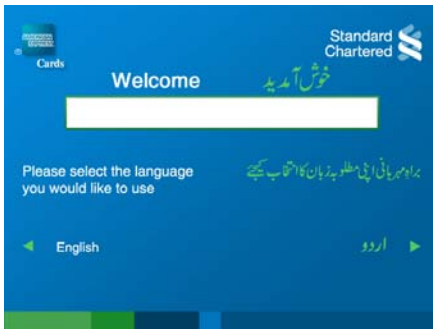 Standard
Chartered
®
Cards
Welcome
خوش آمدید
Please select the language
you would like to use
براہ مہربانی اپنی مطلوبہ زبان کا انتخاب کیجئے
English
اردو